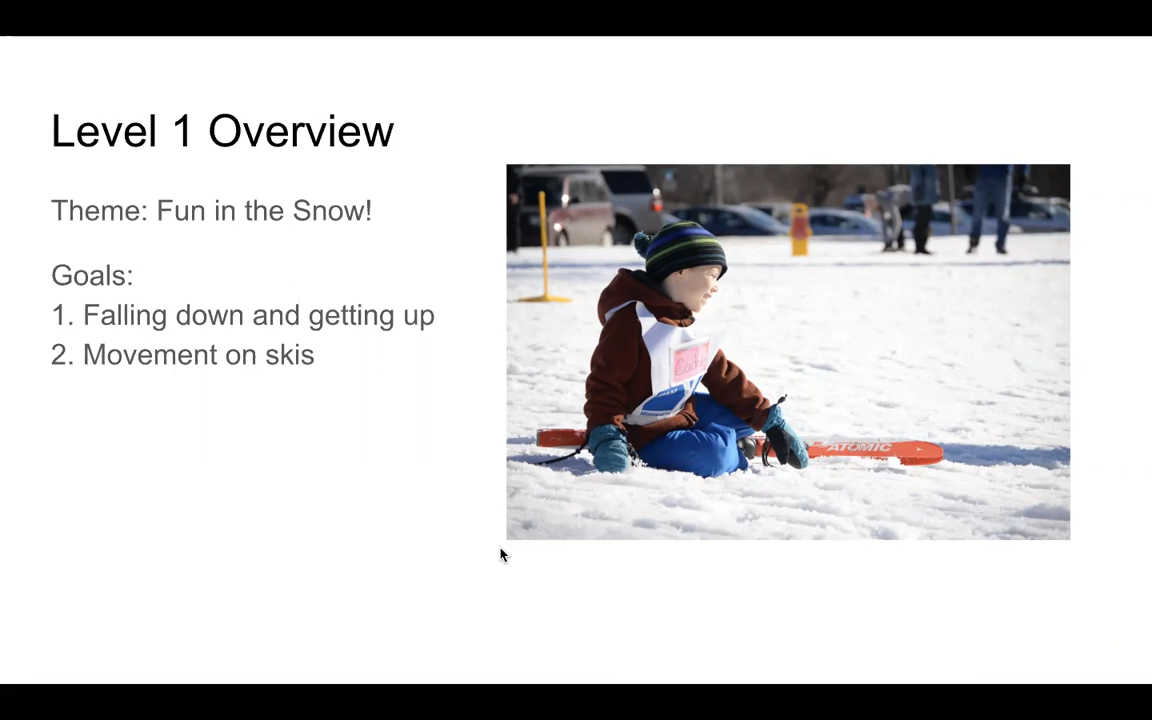 Level 1 Overview
Theme: Fun in the Snow!
Goals:
1. Falling down and getting up
2. Movement on skis
ATOMIC